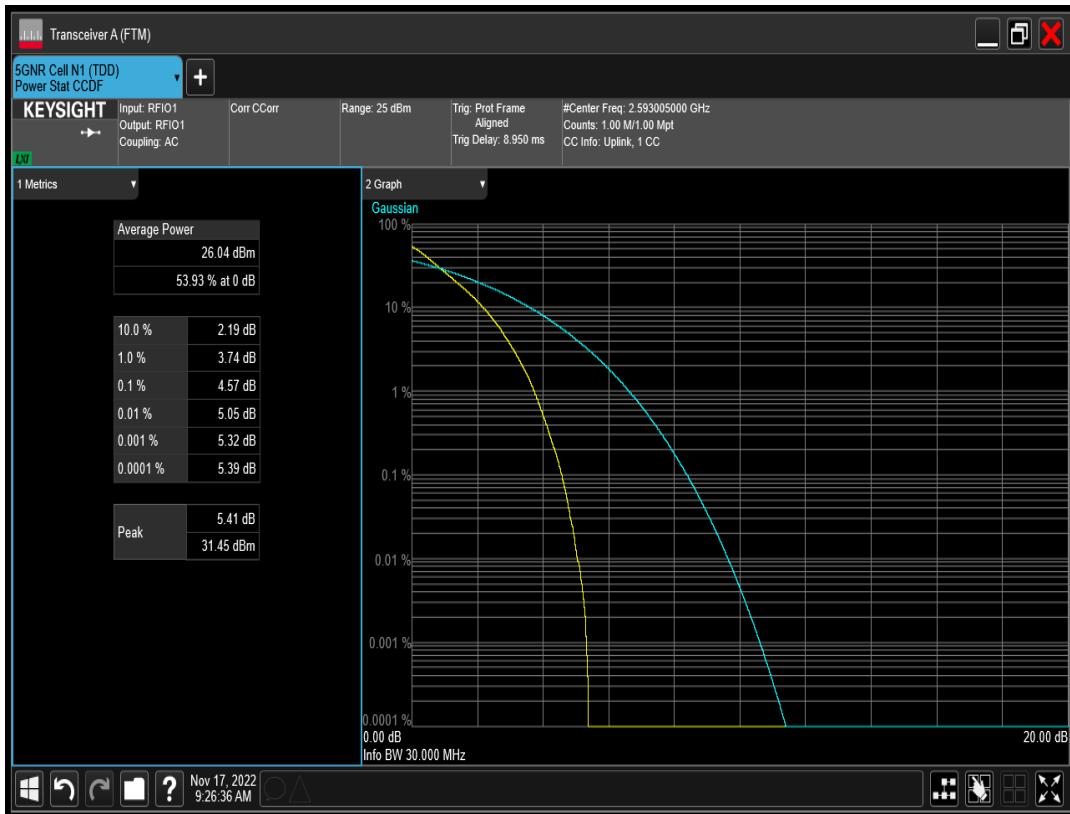 Transceiver A (FTM)
5GNR Cell N1 (TDD)
Power Stat CCDF
+
KEYSIGHT
LXI
Input: RFIO1
Output: RFIO1
Coupling: AC
Corr CCorr
Range: 25 dBm
Trig: Prot Frame
Aligned
Trig Delay: 8.950 ms
#Center Freq: 2.593005000 GHz
Counts: 1.00 M/1.00 Mpt
CC Info: Uplink, 1 CC
1 Metrics
Average Power
26.04 dBm
53.93 % at 0 dB
10.0 % 2.19 dB
1.0 % 3.74 dB
0.1 % 4.57 dB
0.01 % 5.05 dB
0.001 % 5.32 dB
0.0001 % 5.39 dB
Peak
5.41 dB
31.45 dBm
2 Graph
Gaussian
100 %
10 %
1 %
0.1 %
0.01 %
0.001 %
0.0001 %
0.00 dB 20.00 dB
Info BW 30.000 MHz
?
Nov 17, 2022
9:26:36 AM